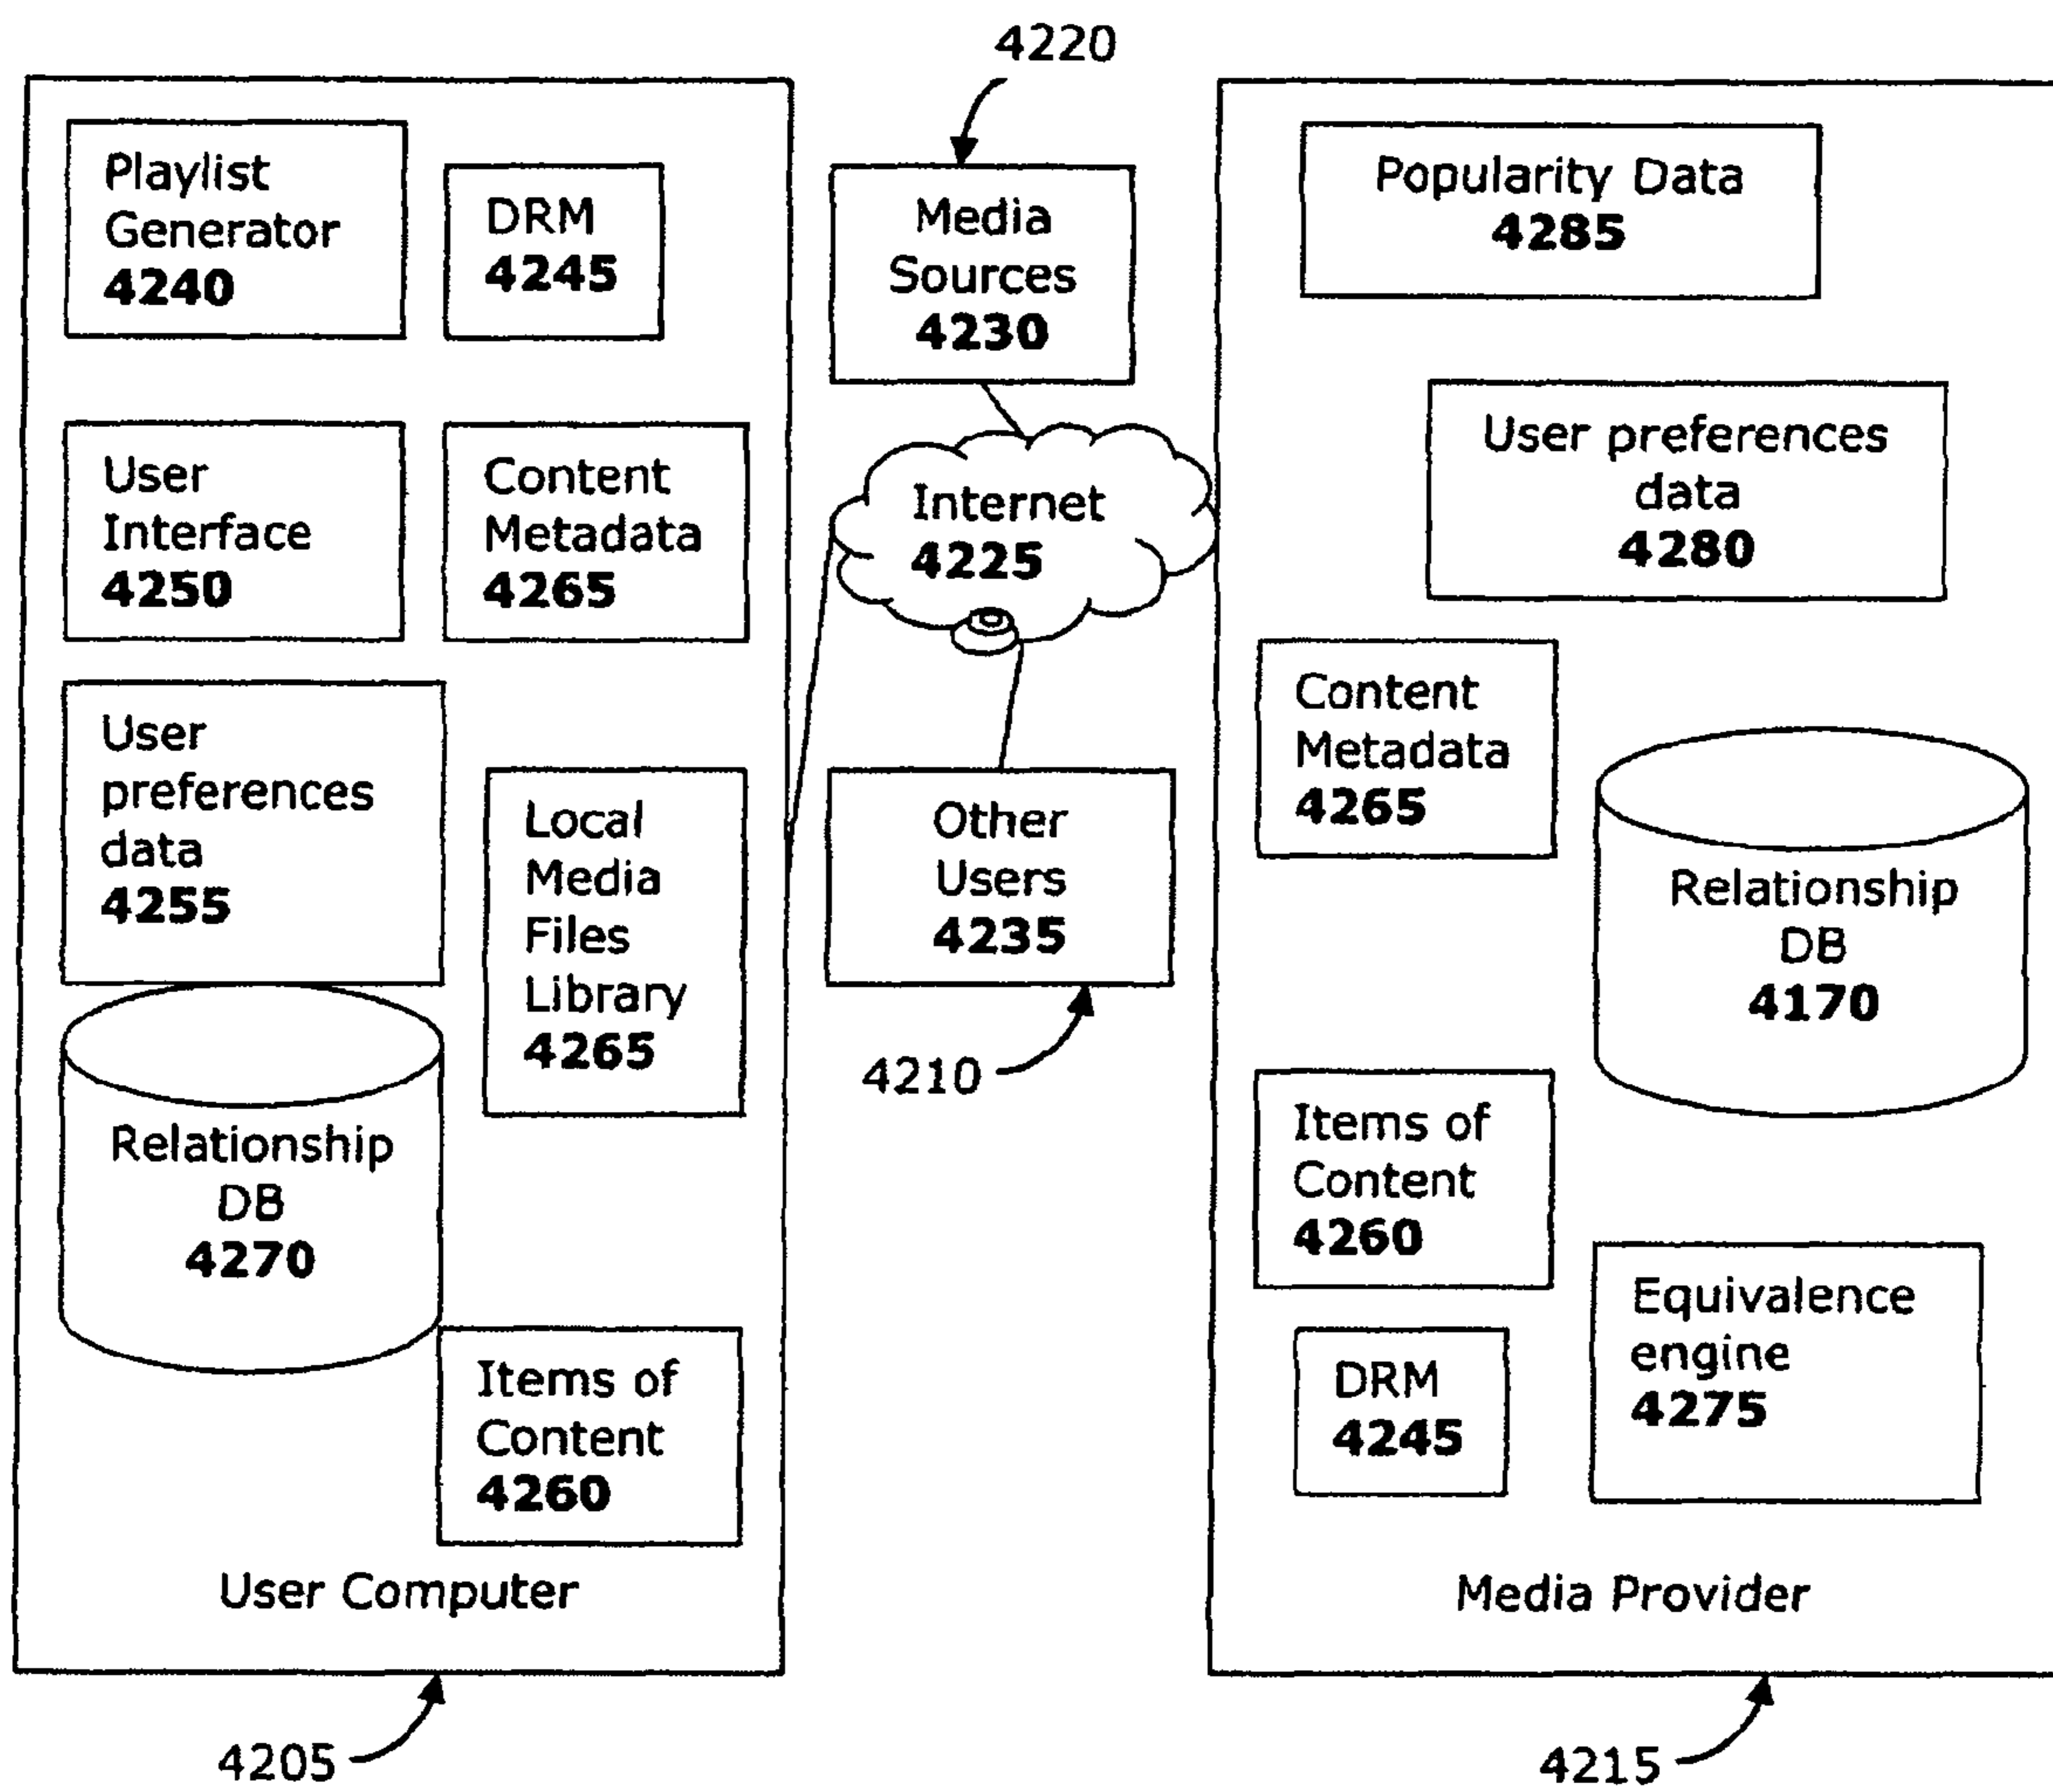 4220
Playlist
Generator
4240
DRM
4245
User
Interface
4250
Content
Metadata
4265
User
preferences
data
4255
Local
Media
Files
Library
4265
Relationship
DB
4270
Items of
Content
4260
User Computer
4205
Media
Sources
4230
Internet
4225
Other
Users
4235
4210
Popularity Data
4285
User preferences
data
4280
Content
Metadata
4265
Relationship
DB
4170
Items of
Content
4260
Equivalence
engine
4275
DRM
4245
Media Provider
4215